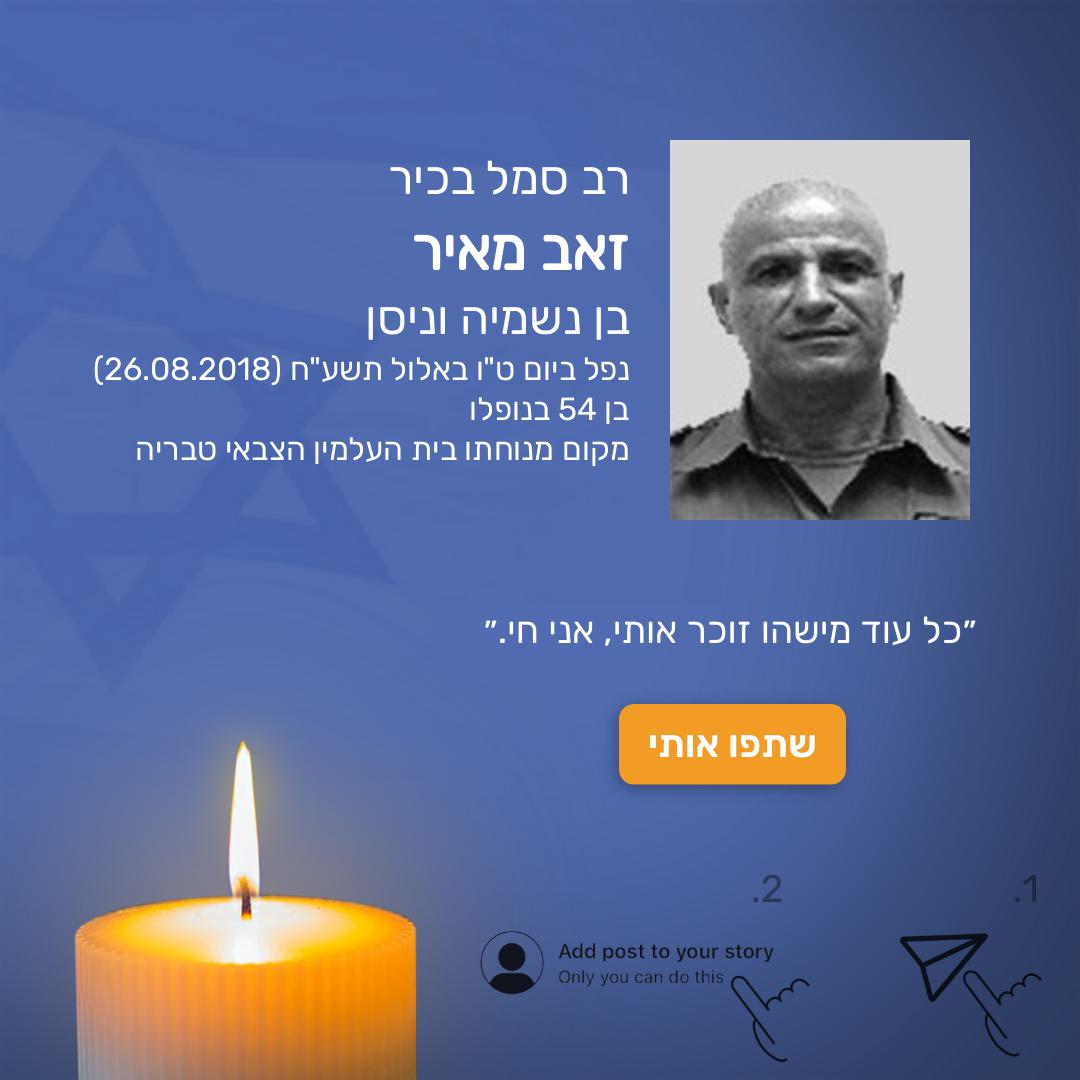 רב סמל בכיר
זאב מאיר
בן נשמיה וניסן
נפל ביום ט"ו באלול תשע"ח (26.08.2018)
בן 54 בנופלו
מקום מנוחתו בית העלמין הצבאי טבריה
״כל עוד מישהו זוכר אותי, אני חי.״
שתפו אותי
1.
2.
Add post to your story
Only you can do this